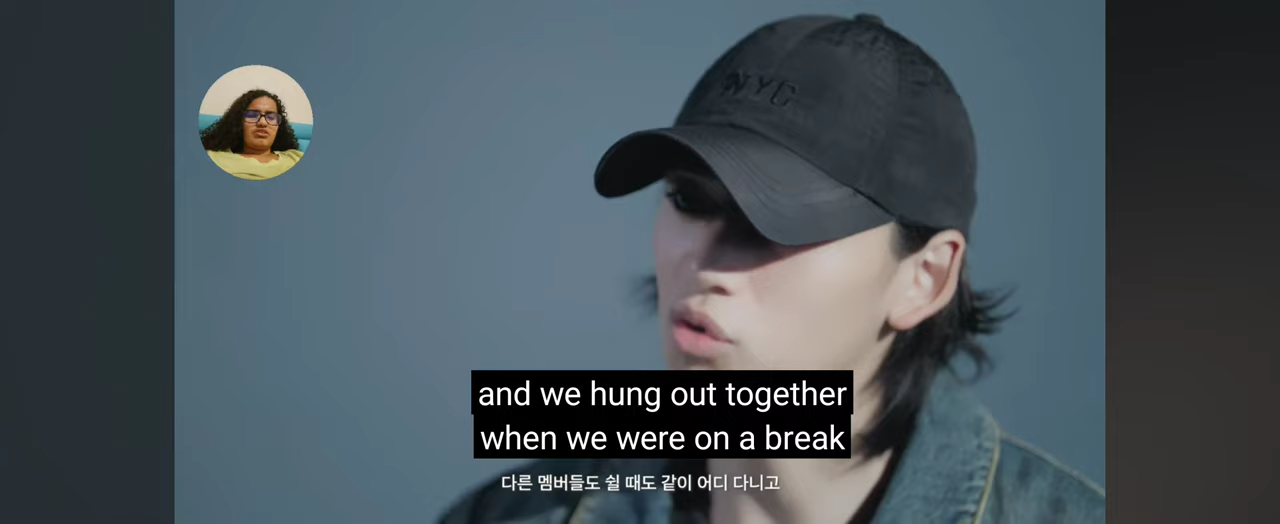 NYC
and we hung out together
when we were on a break
다른 멤버들도 쉴 때도 같이 어디 다니고